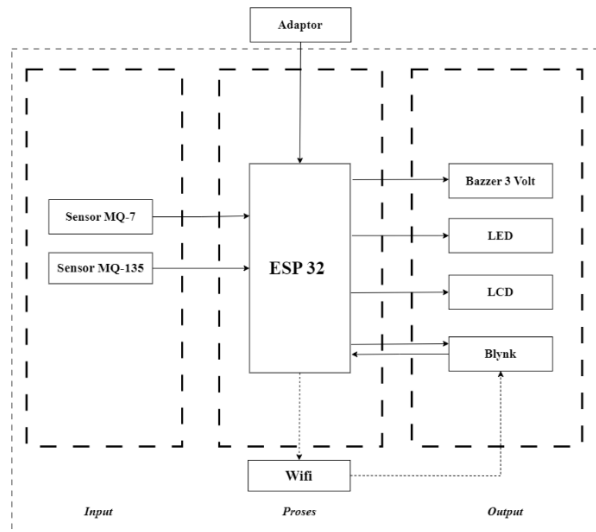 Adaptor
Sensor MQ-7
Sensor MQ-135
ESP 32
Bazzer 3 Volt
LED
LCD
Blynk
Wifi
Input
Proses
Output